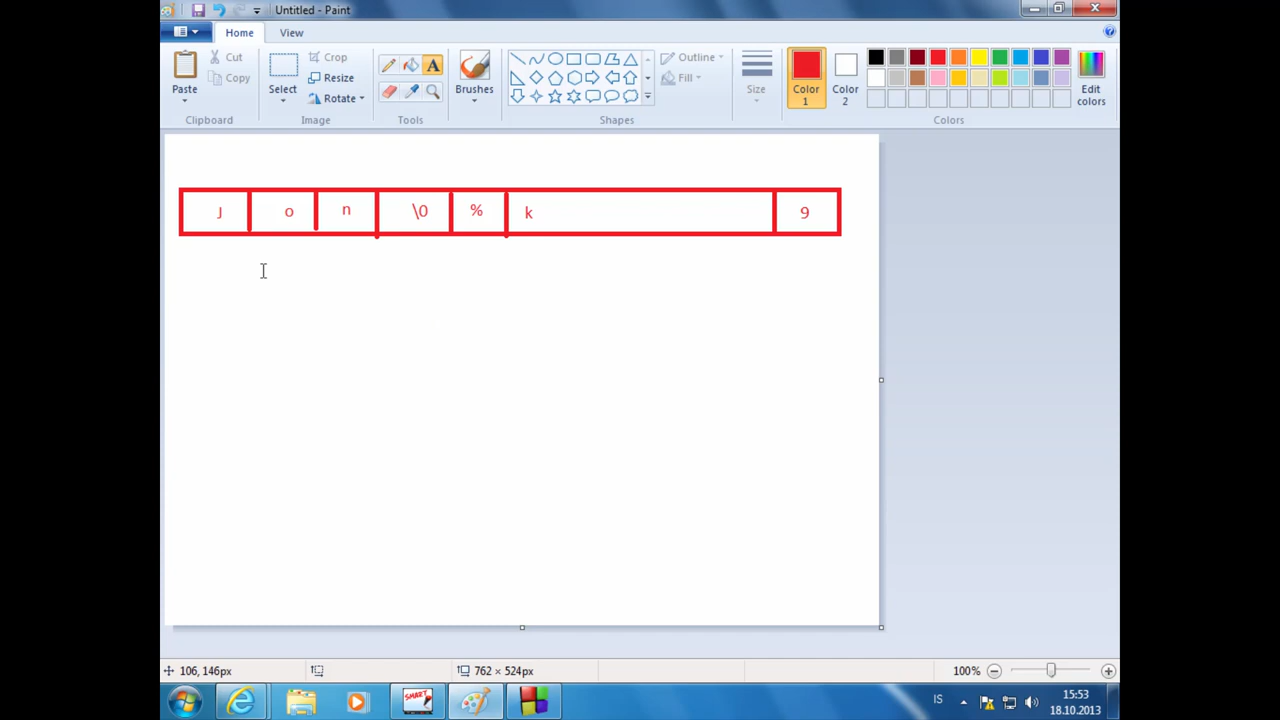 Untitled - Paint
Home View
Cut
Copy
Paste
Clipboard
Crop
Resize
Rotate
Select
Image
A
Tools
Brushes
Shapes
Outline
Fill
Size
Color 1
Color 2
Edit colors
Colors
J o n \0 % k 9
106, 146px
762 × 524px
100%
SMART
IS
15:53
18.10.2013